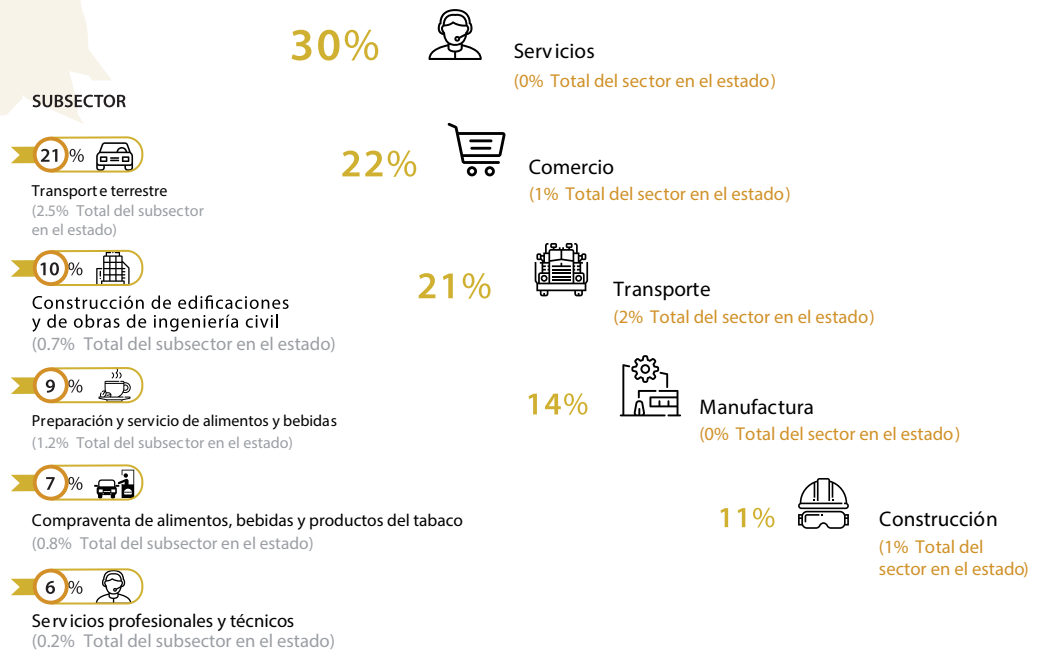 30%
Servicios
(0% Total del sector en el estado)
SUBSECTOR
21 %
Transporte terrestre
(2.5% Total del subsector
en el estado)
10 %
Construcción de edificaciones
y de obras de ingeniería civil
(0.7% Total del subsector en el estado)
9 %
Preparación y servicio de alimentos y bebidas
(1.2% Total del subsector en el estado)
7 %
Compraventa de alimentos, bebidas y productos del tabaco
(0.8% Total del subsector en el estado)
6 %
Servicios profesionales y técnicos
(0.2% Total del subsector en el estado)
22%
Comercio
(1% Total del sector en el estado)
21%
Transporte
(2% Total del sector en el estado)
14%
Manufactura
(0% Total del sector en el estado)
11%
Construcción
(1% Total del
sector en el estado)